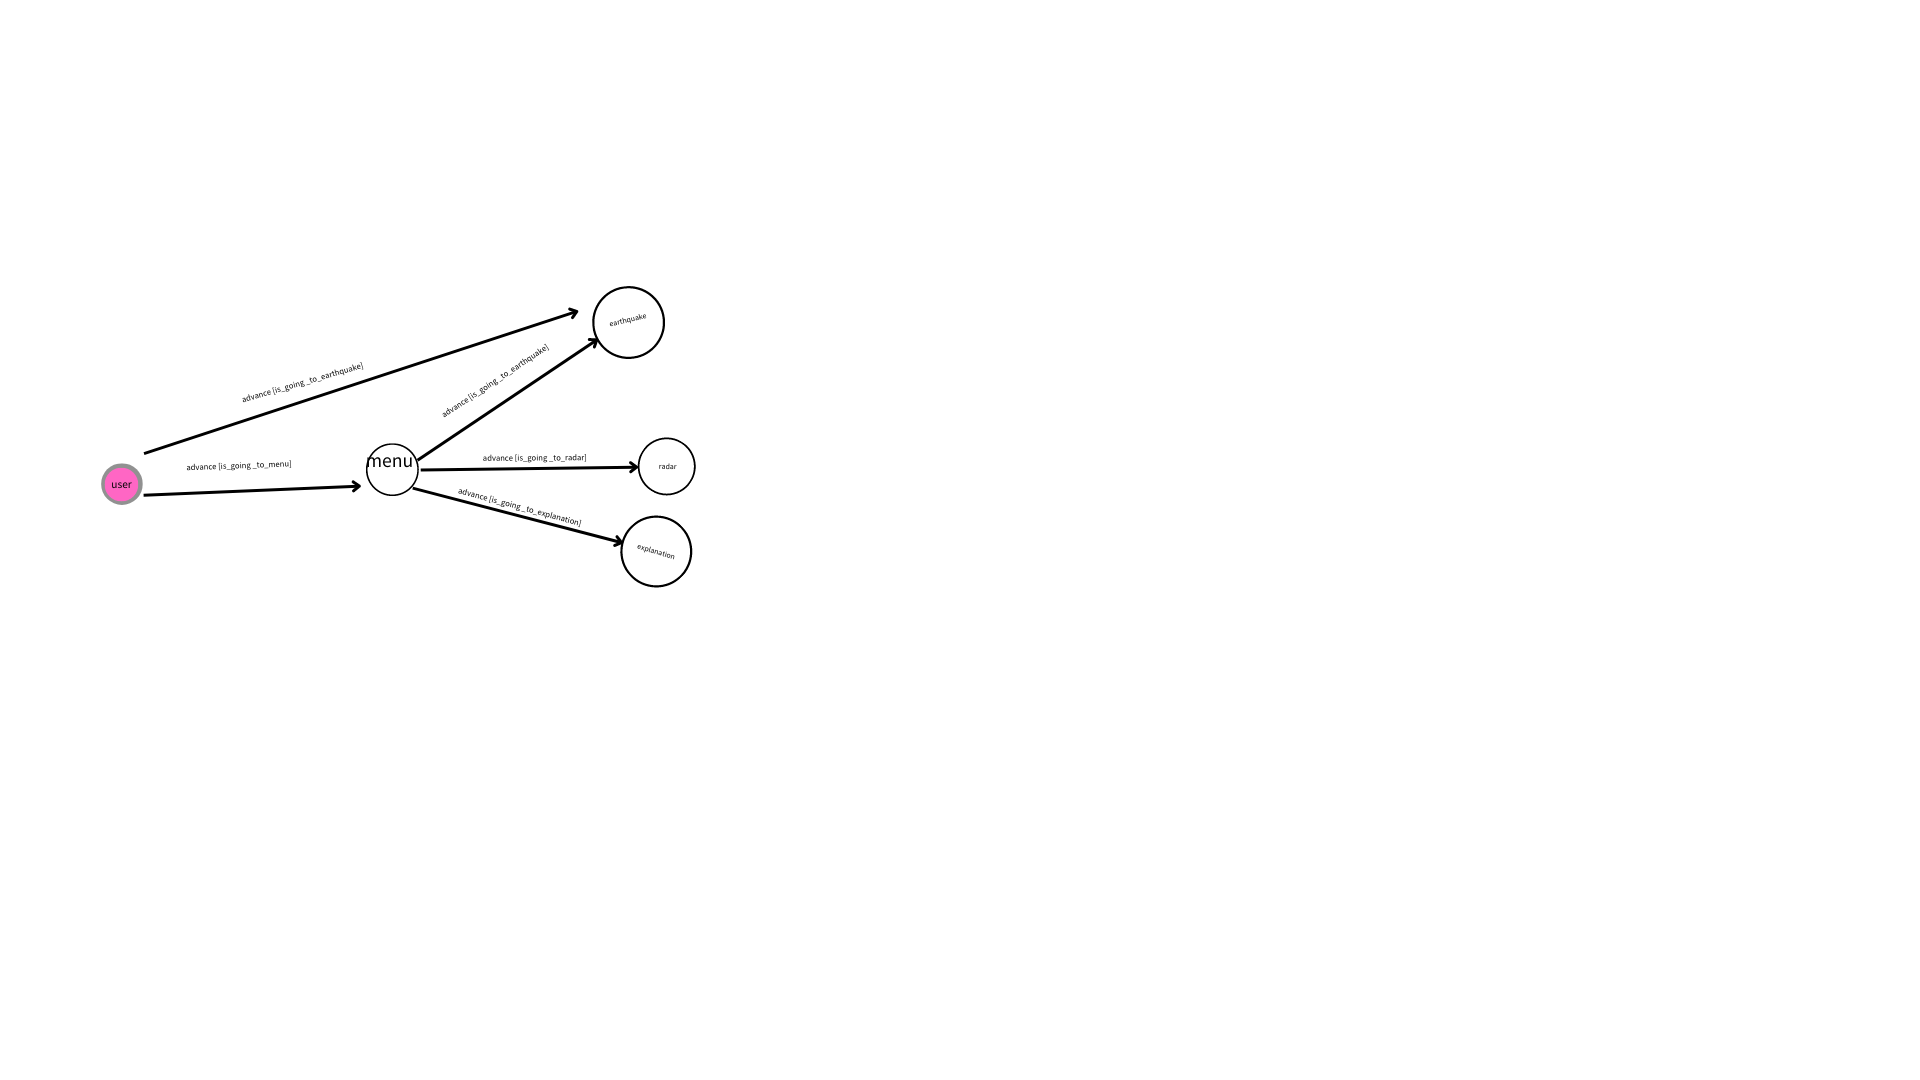 earthquake
advance [is_going _to_earthquake]
advance [is_going _to_earthquake]
menu
advance [is_going _to_menu]
advance [is_going _to_radar]
radar
user
advance [is_going _to_explanation]
explanation